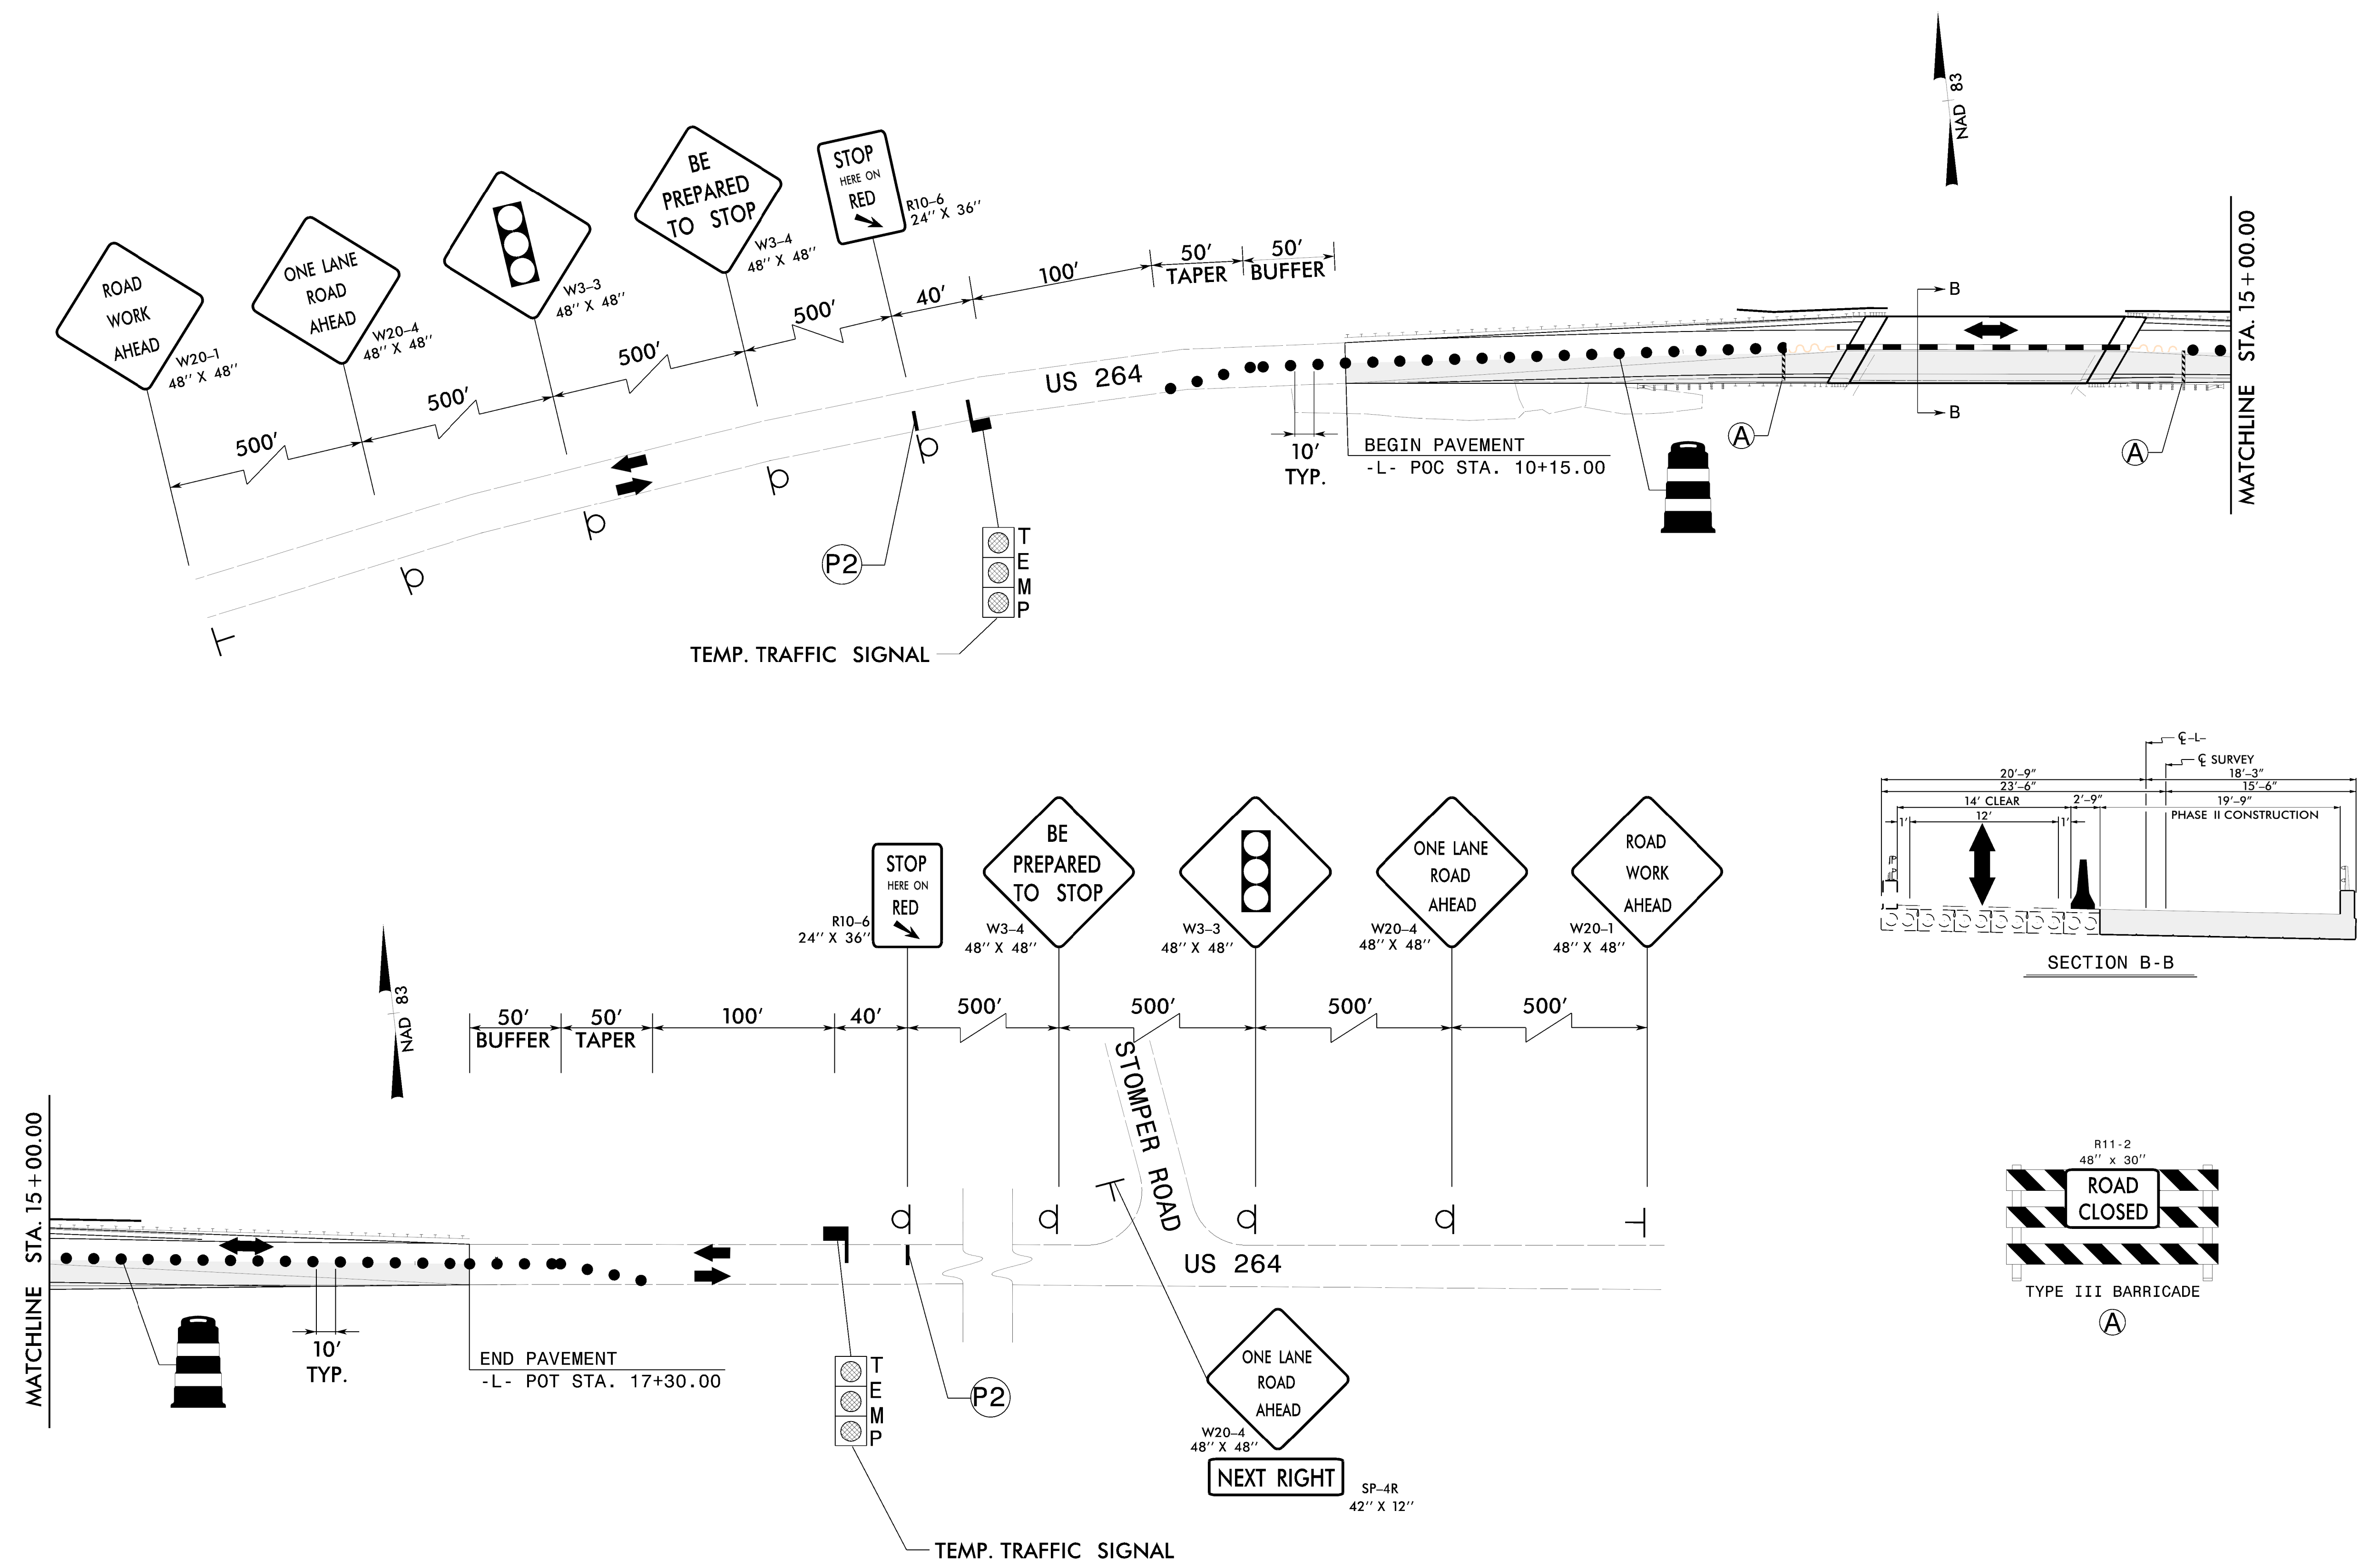 NAD 83
BE
PREPARED
TO STOP
W3–4
48'' X 48''
STOP
HERE ON
RED
R10–6
24'' X 36''
W3–3
48'' X 48''
ONE LANE
ROAD
AHEAD
W20–4
48'' X 48''
ROAD
WORK
AHEAD
W20–1
48'' X 48''
500'
500'
500'
500'
40'
100'
50'
TAPER
50'
BUFFER
US 264
B
B
A
A
10'
TYP.
BEGIN PAVEMENT
-L- POC STA. 10+15.00
MATCHLINE STA. 15+00.00
P2
T
E
M
P
TEMP. TRAFFIC SIGNAL
℄ -L-
℄ SURVEY
20'–9"
18'–3"
23'–6"
15'–6"
14' CLEAR
2'–9"
19'–9"
1'
12'
1'
PHASE II CONSTRUCTION
SECTION B-B
STOP
HERE ON
RED
R10–6
24'' X 36''
BE
PREPARED
TO STOP
W3–4
48'' X 48''
W3–3
48'' X 48''
ONE LANE
ROAD
AHEAD
W20–4
48'' X 48''
ROAD
WORK
AHEAD
W20–1
48'' X 48''
NAD 83
50'
BUFFER
50'
TAPER
100'
40'
500'
500'
500'
500'
STOMPER ROAD
US 264
MATCHLINE STA. 15+00.00
10'
TYP.
END PAVEMENT
-L- POT STA. 17+30.00
P2
T
E
M
P
TEMP. TRAFFIC SIGNAL
ONE LANE
ROAD
AHEAD
W20–4
48'' X 48''
NEXT RIGHT
SP–4R
42'' X 12''
R11-2
48'' x 30''
ROAD
CLOSED
TYPE III BARRICADE
A